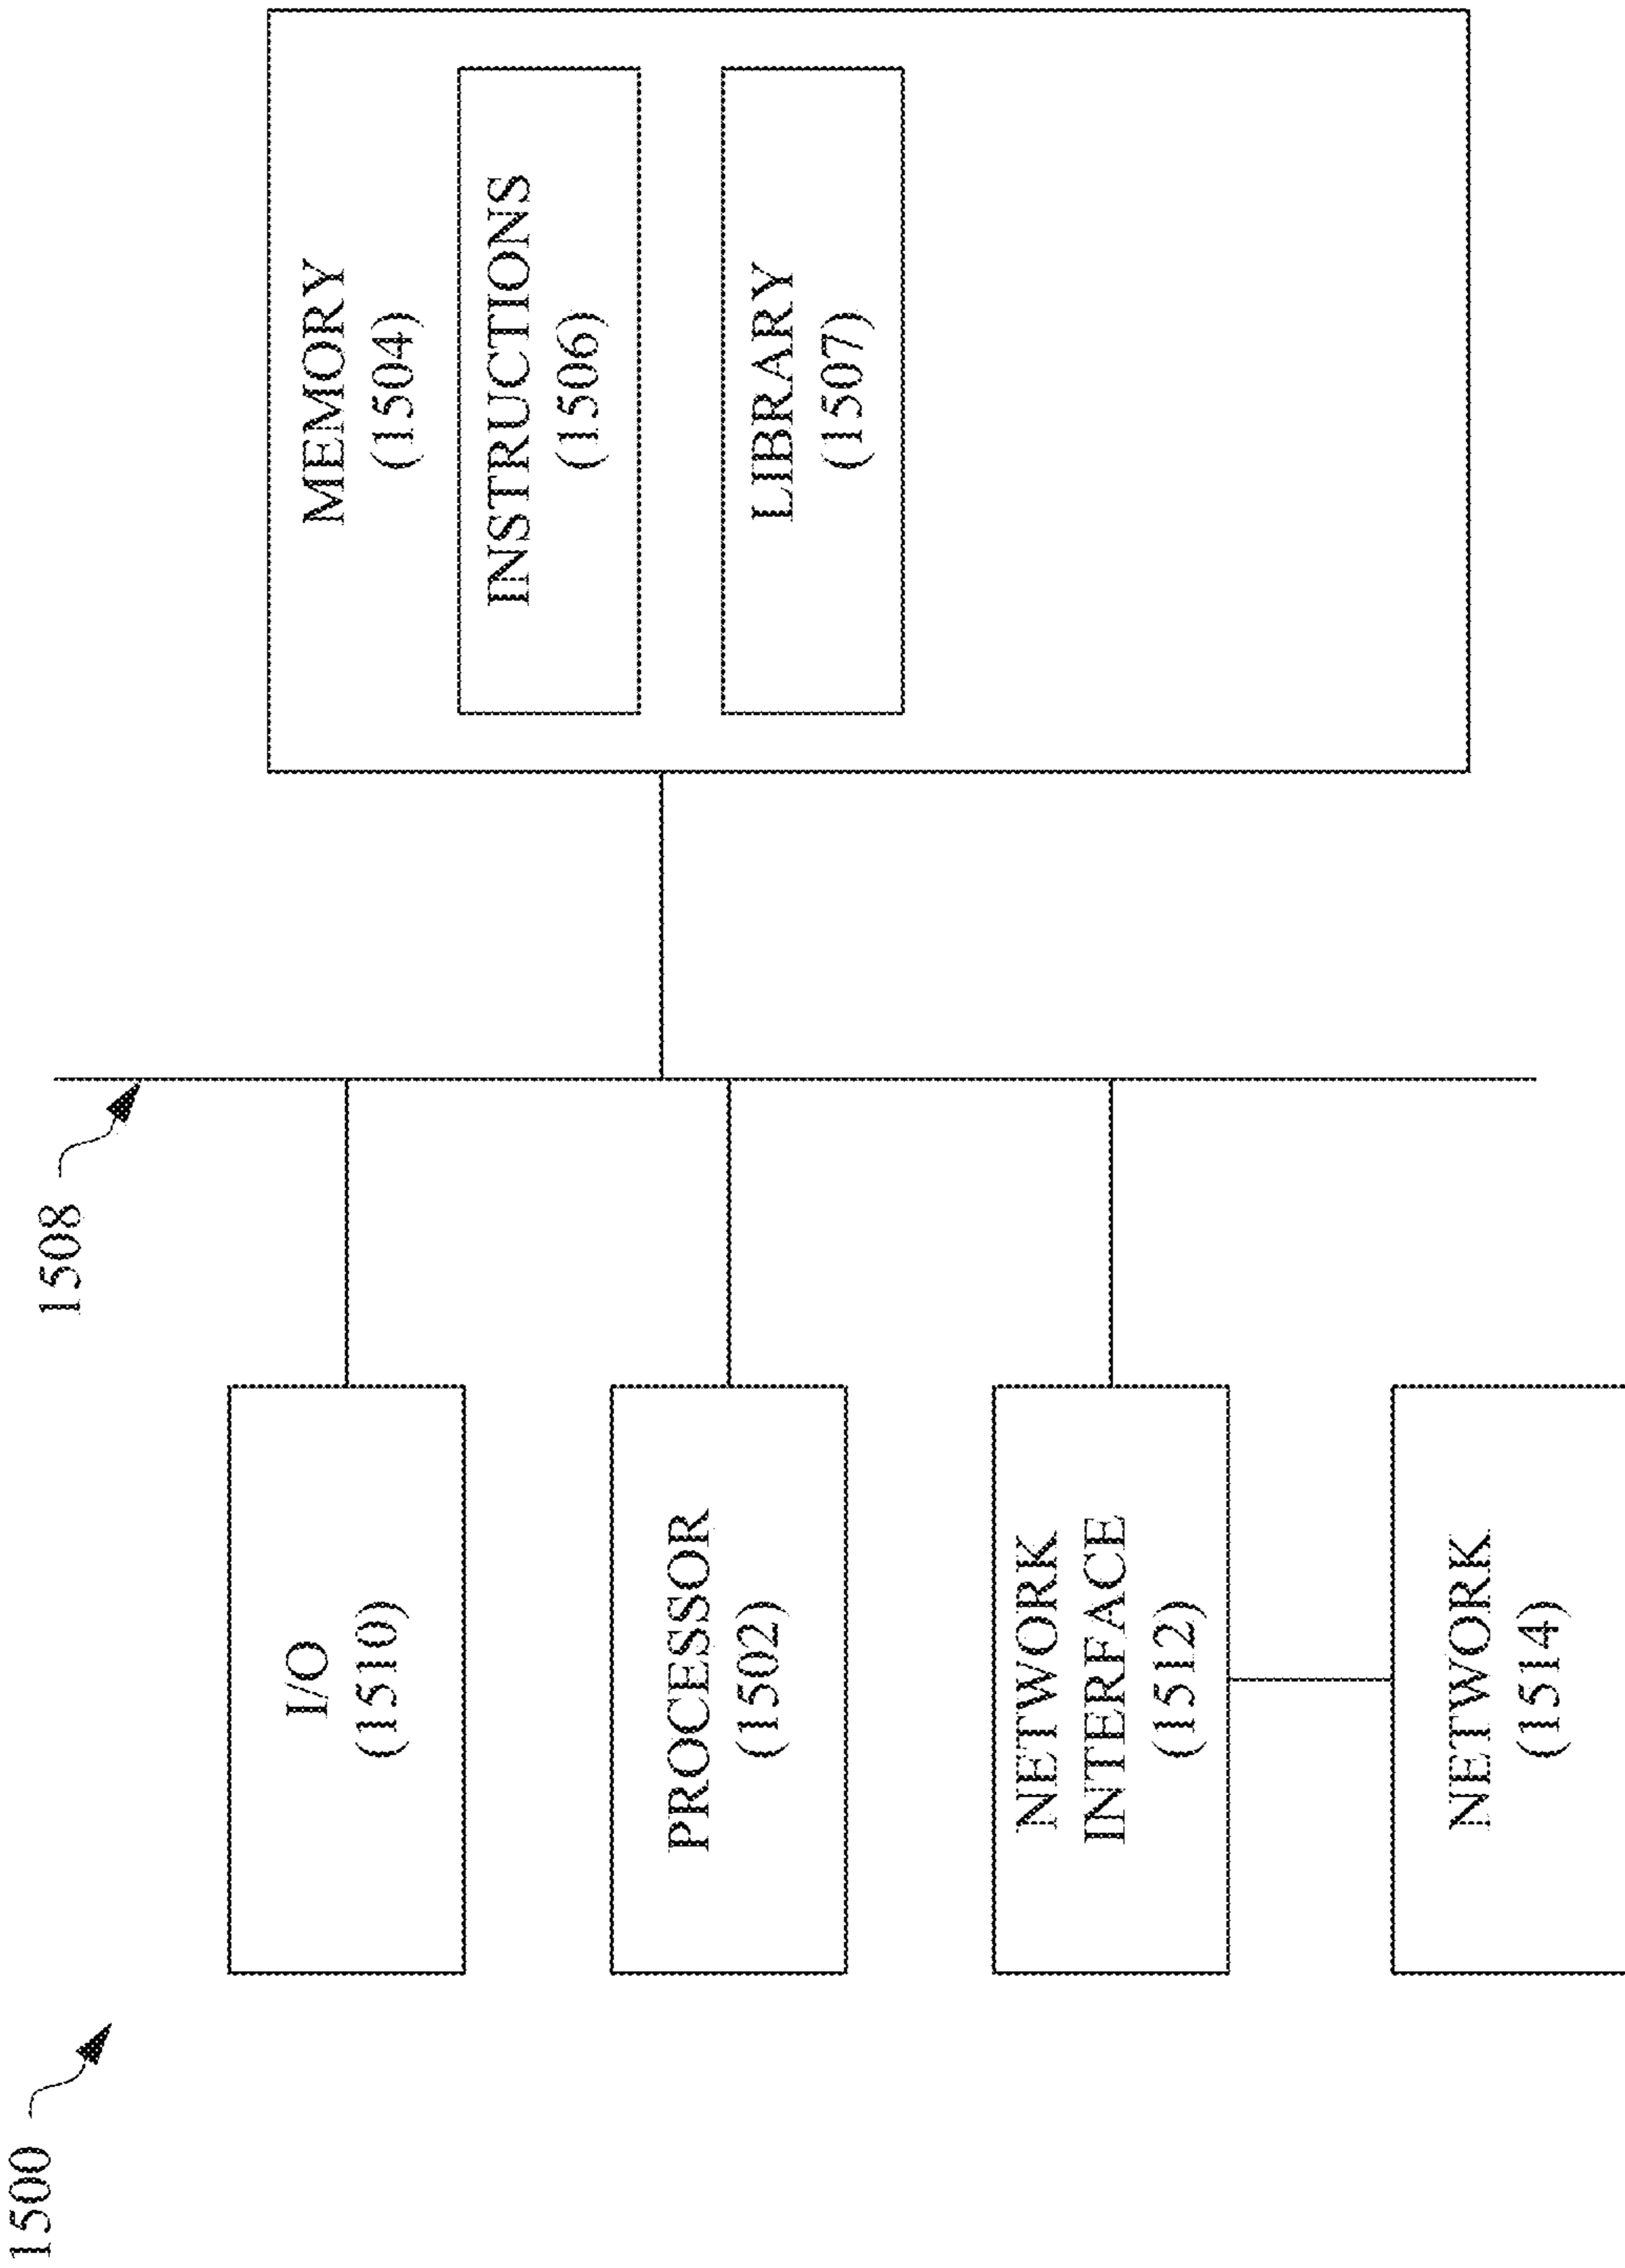 1500
1508
I/O
(1510)
PROCESSOR
(1502)
NETWORK
INTERFACE
(1512)
NETWORK
(1514)
MEMORY
(1504)
INSTRUCTIONS
(1506)
LIBRARY
(1507)